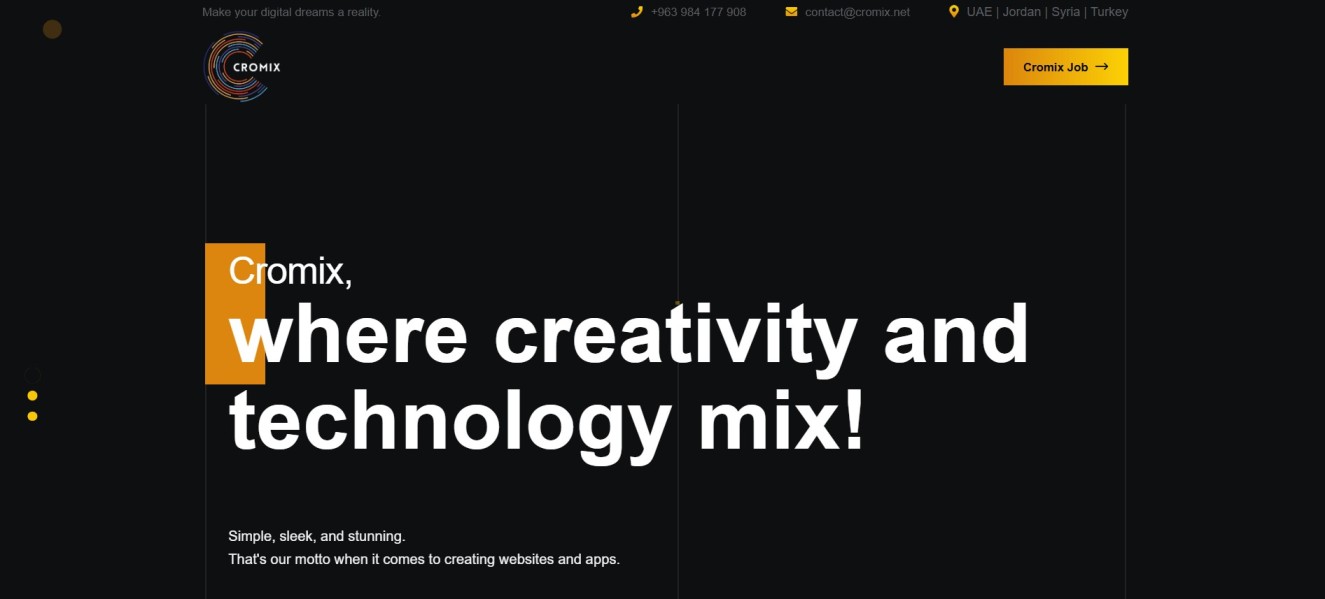 Make your digital dreams a reality.
+963 984 177 908
contact@cromix.net
UAE | Jordan | Syria | Turkey
CROMIX
Cromix Job
Cromix,
where creativity and
technology mix!
Simple, sleek, and stunning.
That's our motto when it comes to creating websites and apps.